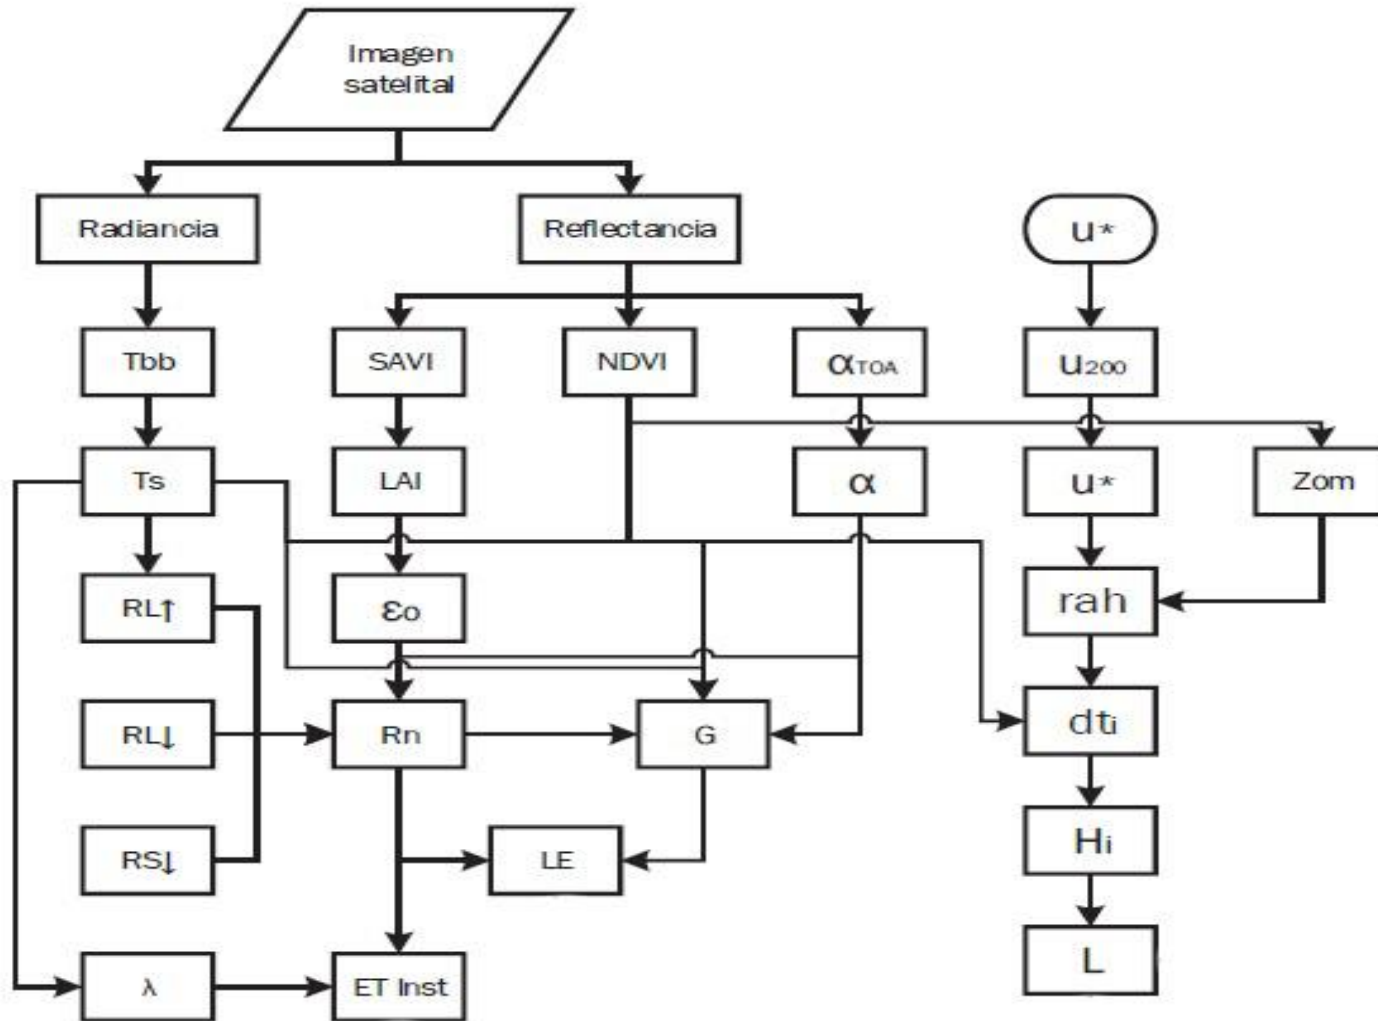 Imagen
satelital
Radiancia
Reflectancia
u*
Tbb
SAVI
NDVI
αTOA
u200
Ts
LAI
α
u*
Zom
RL↑
εo
rah
RL↓
Rn
G
dti
RS↓
LE
Hi
λ
ET Inst
L